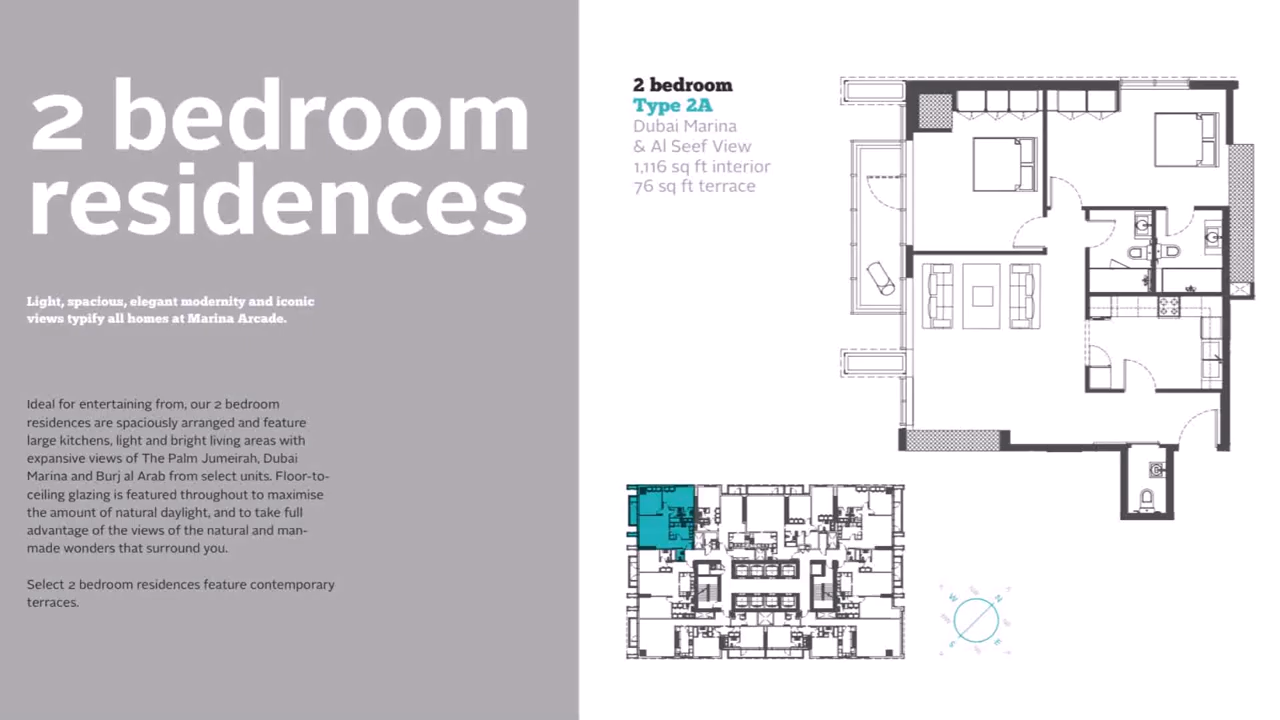 2 bedroom
residences
Light, spacious, elegant modernity and iconic
views typify all homes at Marina Arcade.
Ideal for entertaining from, our 2 bedroom
residences are spaciously arranged and feature
large kitchens, light and bright living areas with
expansive views of The Palm Jumeirah, Dubai
Marina and Burj al Arab from select units. Floor-to-
ceiling glazing is featured throughout to maximise
the amount of natural daylight, and to take full
advantage of the views of the natural and man-
made wonders that surround you.
Select 2 bedroom residences feature contemporary
terraces.
2 bedroom
Type 2A
Dubai Marina
& Al Seef View
1,116 sq ft interior
76 sq ft terrace
W
N
S
E